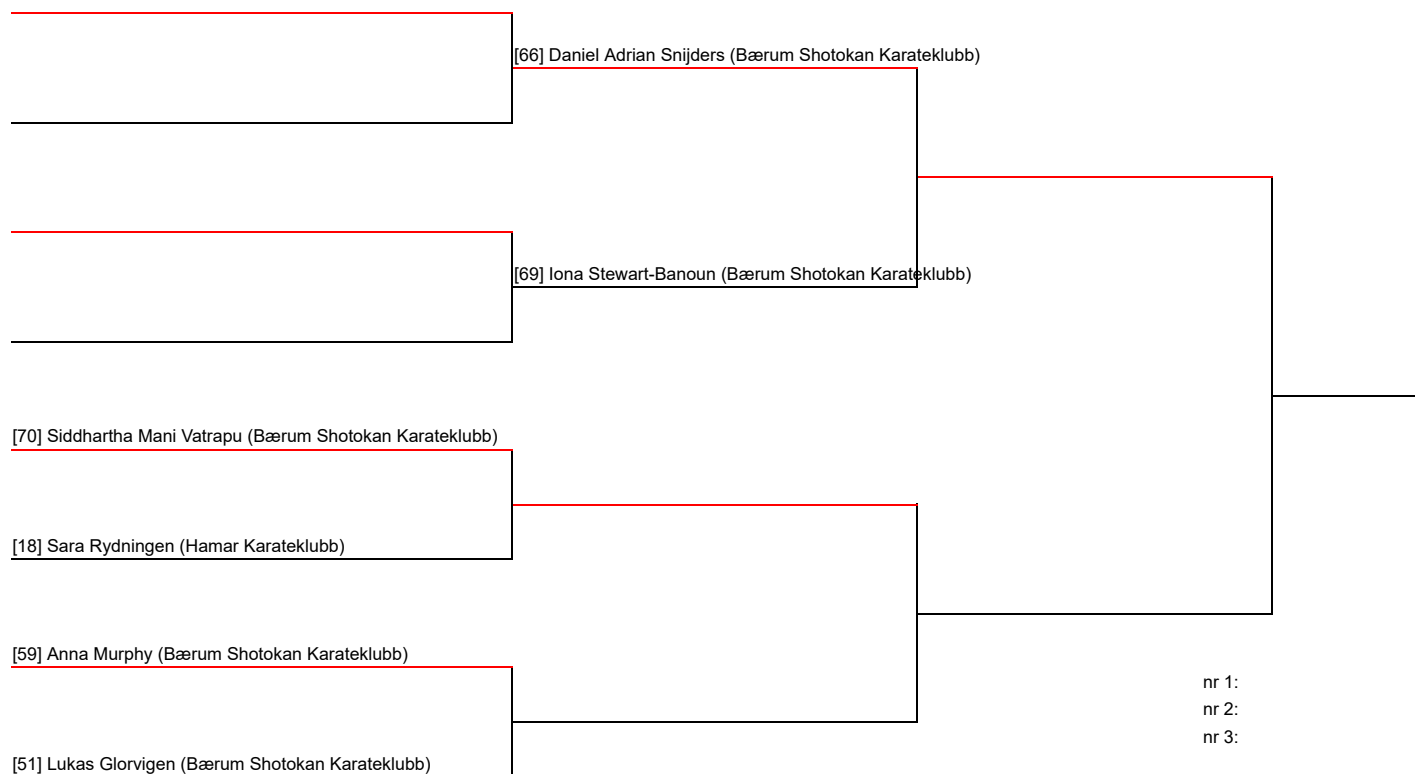 [66] Daniel Adrian Snijders (Bærum Shotokan Karateklubb)
[69] Iona Stewart-Banoun (Bærum Shotokan Karateklubb)
[70] Siddhartha Mani Vatrapu (Bærum Shotokan Karateklubb)
[18] Sara Rydningen (Hamar Karateklubb)
[59] Anna Murphy (Bærum Shotokan Karateklubb)
nr 1:
nr 2:
nr 3:
[51] Lukas Glorvigen (Bærum Shotokan Karateklubb)